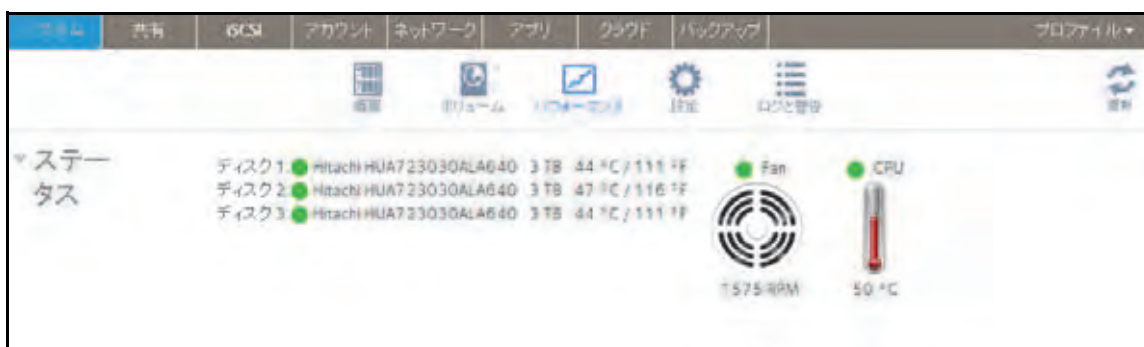 システム 共有 iSCSI アカウント ネットワーク アプリ クラウド バックアップ プロファイル▾
概要 ボリューム パフォーマンス 設定 ログと警告 更新
ステー
タス
ディスク 1 Hitachi HUA723030ALA640 3 TB 44 °C / 111 °F
ディスク 2 Hitachi HUA723030ALA640 3 TB 47 °C / 116 °F
ディスク 3 Hitachi HUA723030ALA640 3 TB 44 °C / 111 °F
Fan CPU
1575 RPM 50 °C